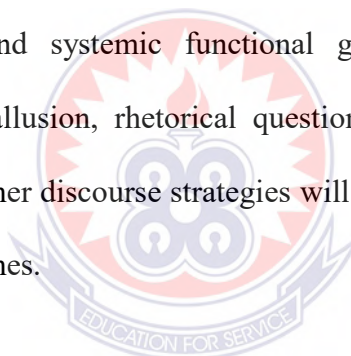 nd systemic functional g
allusion, rhetorical question
her discourse strategies will
nes.
EDUCATION FOR SERVICE